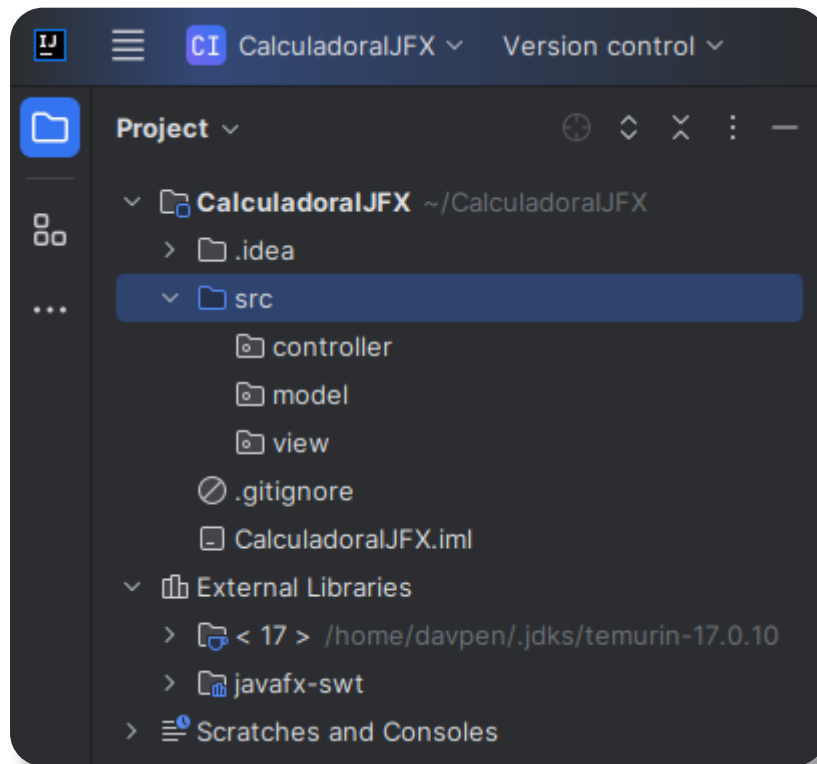 IJ
CI CalculadoraIJFX Version control
Project
CalculadoraIJFX ~/CalculadoraIJFX
.idea
src
controller
model
view
.gitignore
CalculadoraIJFX.iml
External Libraries
< 17 > /home/davpen/.jdks/temurin-17.0.10
javafx-swt
Scratches and Consoles